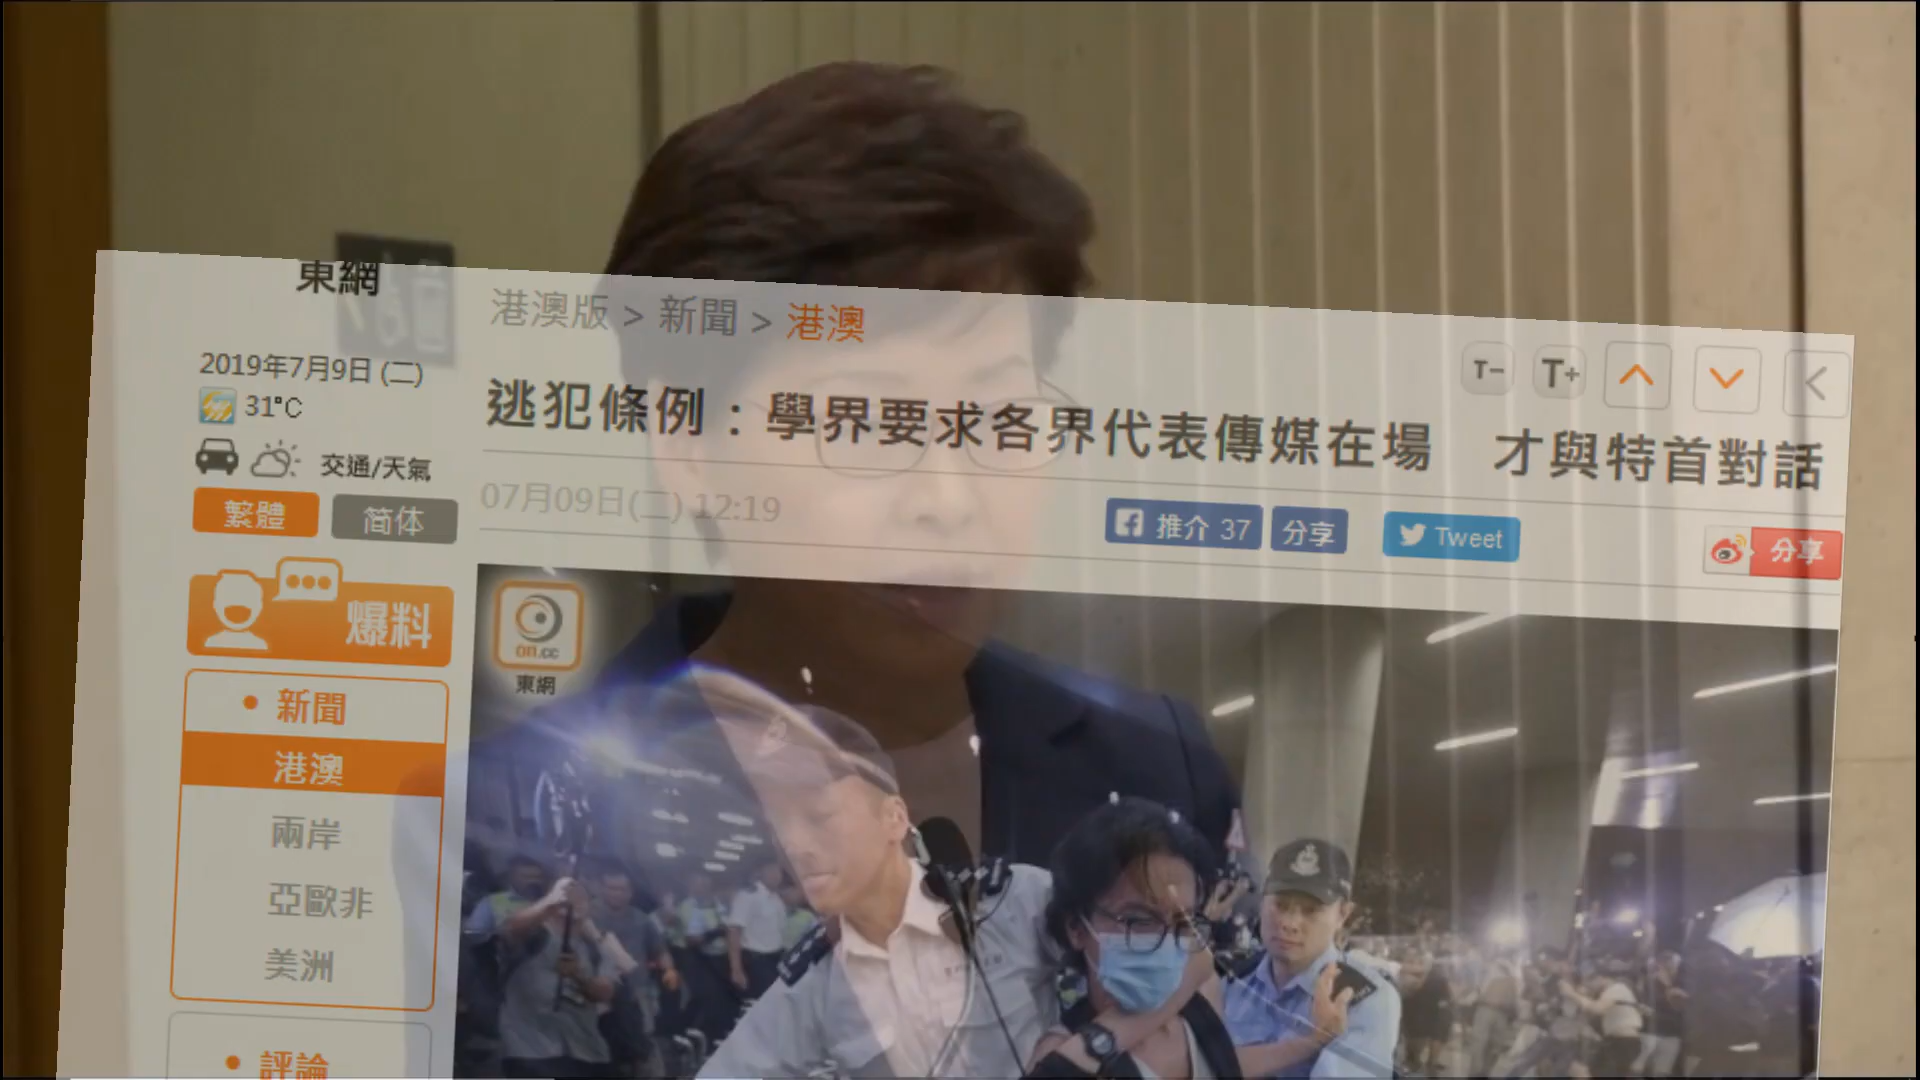 東網
港澳版 > 新聞 > 港澳
2019年7月9日 (二)
31°C
交通/天氣
繁體 简体
T- T+
逃犯條例：學界要求各界代表傳媒在場 才與特首對話
07月09日(二) 12:19
推介 37 分享 Tweet 分享
爆料
on.cc
東網
新聞
港澳
兩岸
亞歐非
美洲
評論